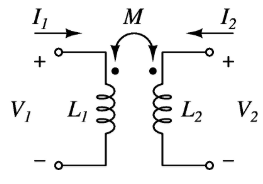 I₁ M I₂
+ +
V₁ L₁ L₂ V₂
− −